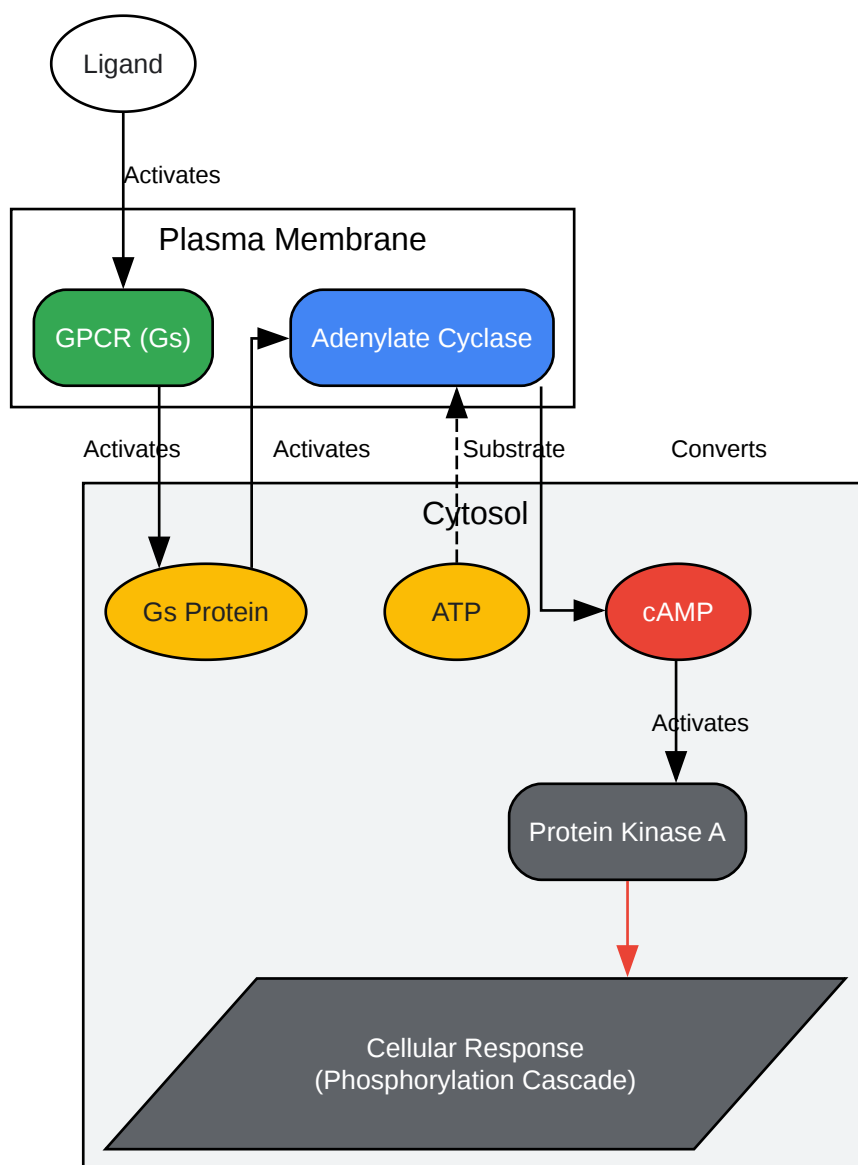 Ligand
Activates
Plasma Membrane
GPCR (Gs)
Adenylate Cyclase
Activates
Activates
Substrate
Converts
Cytosol
Gs Protein
ATP
cAMP
Activates
Protein Kinase A
Cellular Response
(Phosphorylation Cascade)